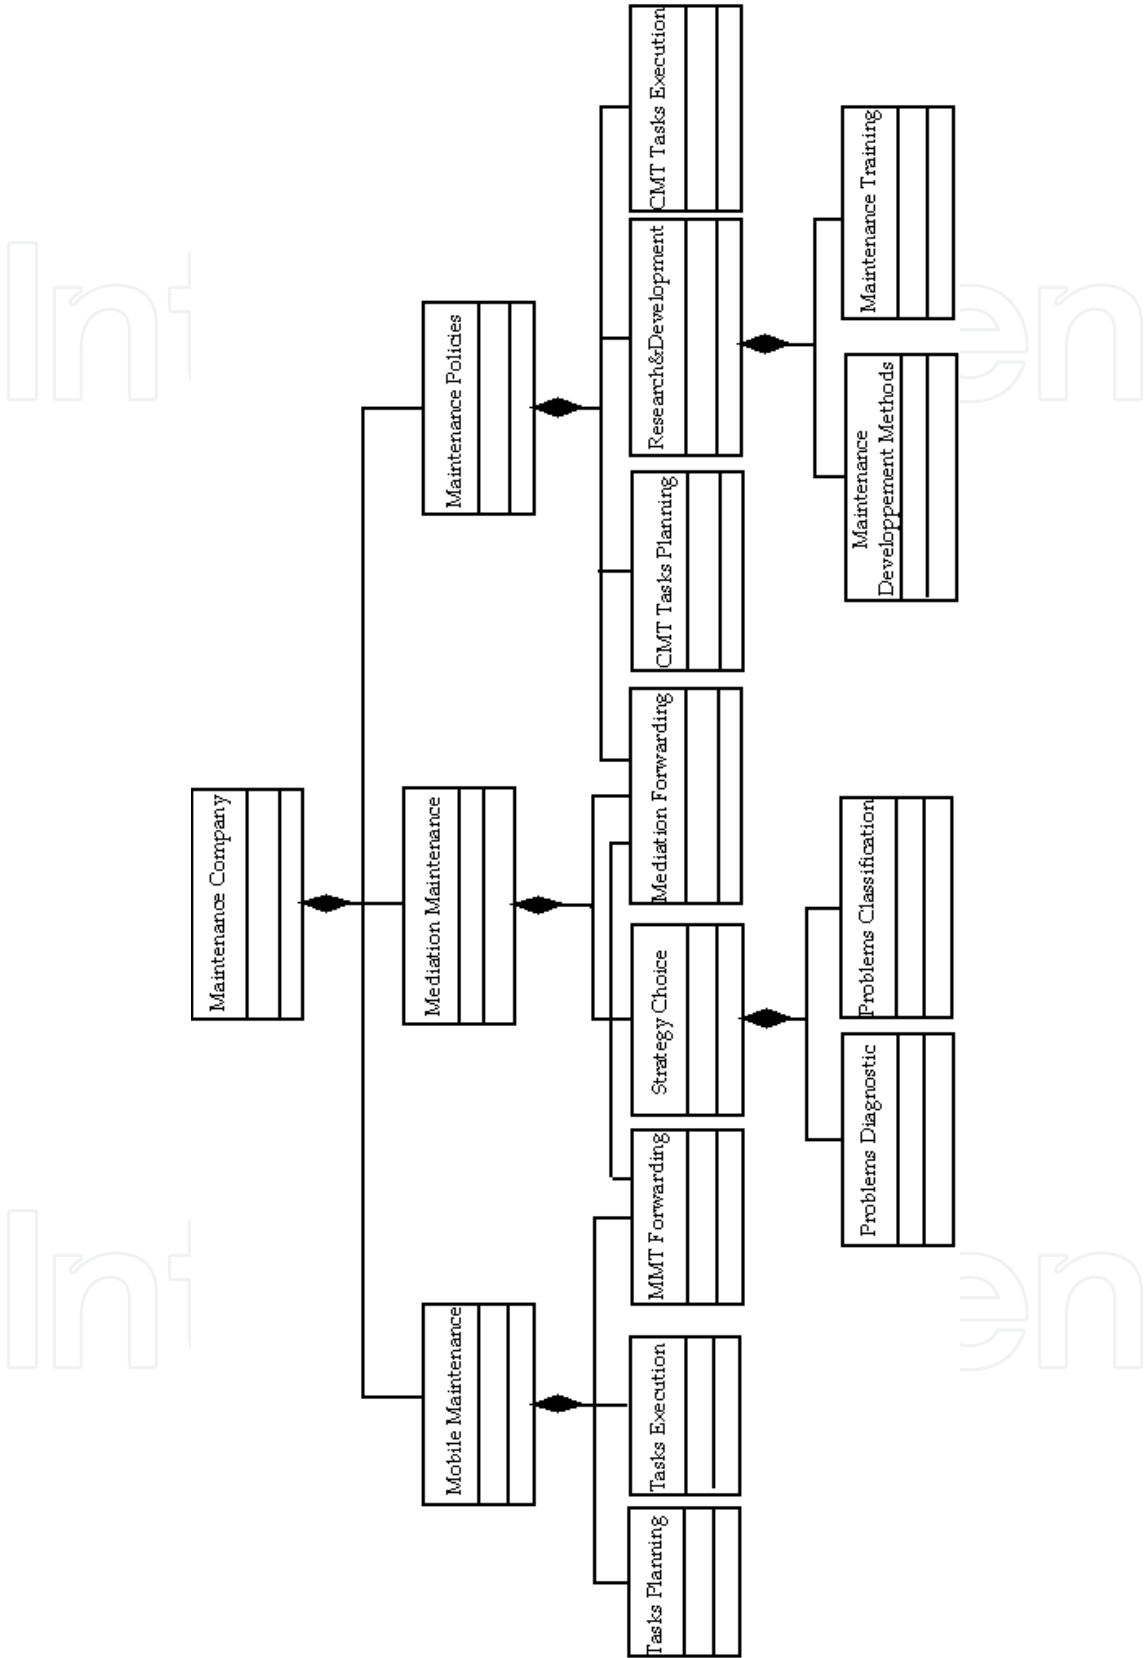 Maintenance Company
Mobile Maintenance
Mediation Maintenance
Maintenance Policies
Tasks Planning
Tasks Execution
MMT Forwarding
Strategy Choice
Mediation Forwarding
CMT Tasks Planning
Research&Development
CMT Tasks Execution
Problems Diagnostic
Problems Classification
Maintenance
Developpement Methods
Maintenance Training